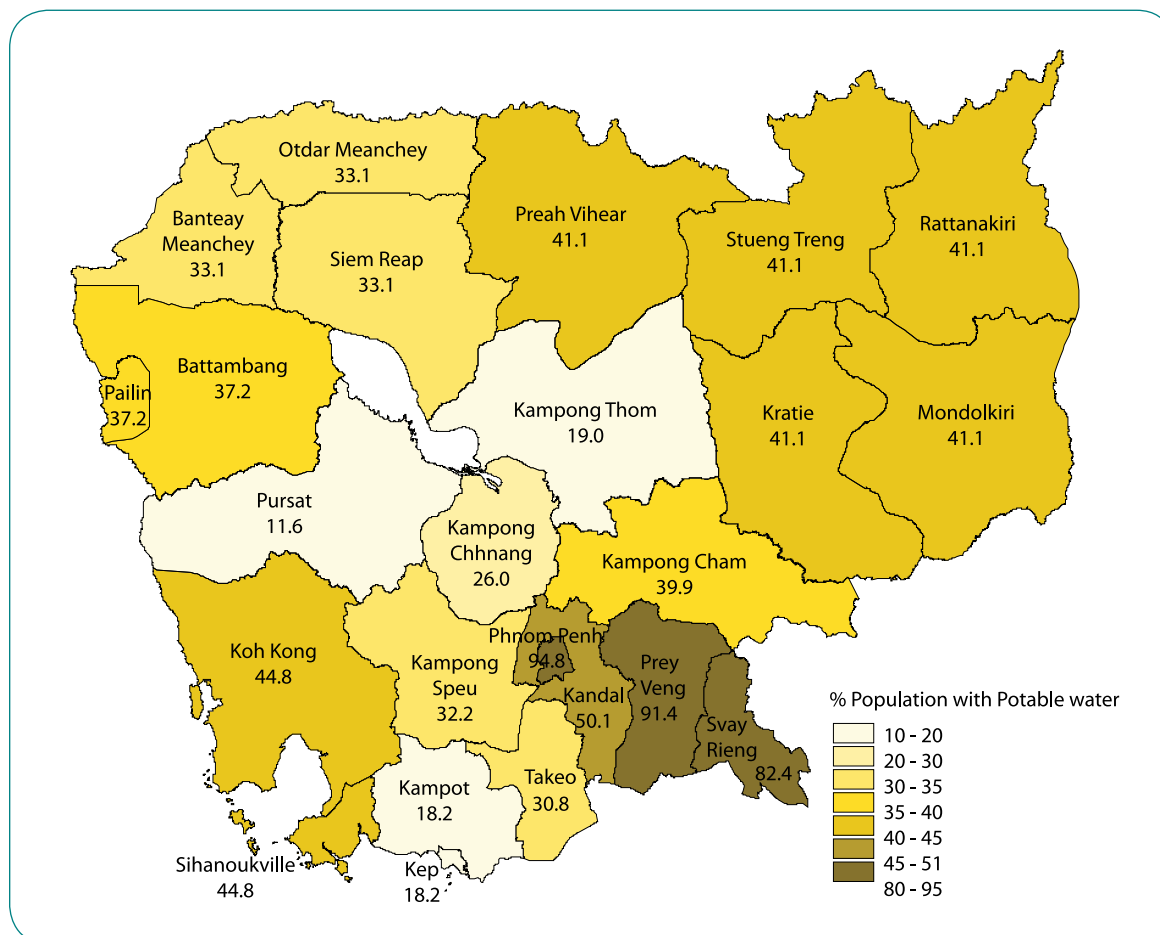 Otdar Meanchey
33.1
Banteay
Meanchey
33.1
Siem Reap
33.1
Preah Vihear
41.1
Stueng Treng
41.1
Rattanakiri
41.1
Battambang
37.2
Pailin
37.2
Kampong Thom
19.0
Kratie
41.1
Mondolkiri
41.1
Pursat
11.6
Kampong
Chhnang
26.0
Kampong Cham
39.9
Koh Kong
44.8
Kampong
Speu
32.2
Phnom Penh
94.8
Kandal
50.1
Prey
Veng
91.4
Svay
Rieng
82.4
Takeo
30.8
Kampot
18.2
Kep
18.2
Sihanoukville
44.8
% Population with Potable water
10 - 20
20 - 30
30 - 35
35 - 40
40 - 45
45 - 51
80 - 95